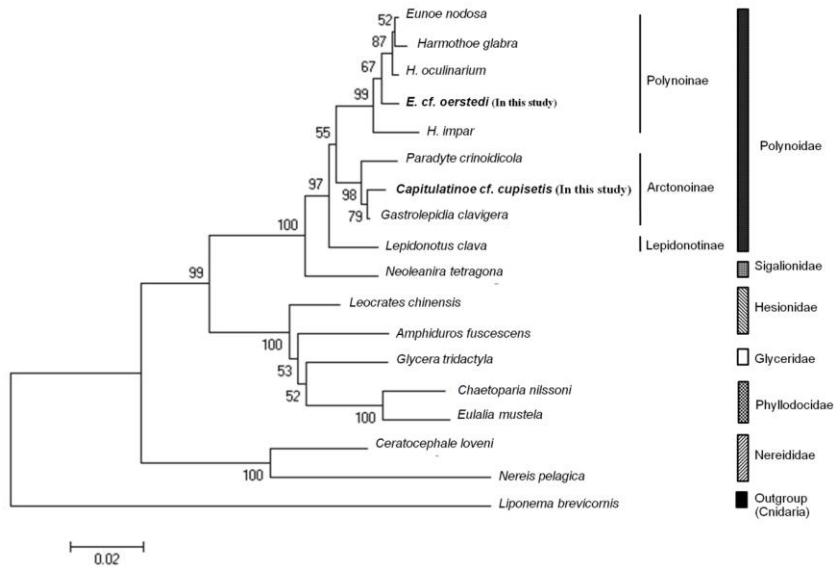 Eunoe nodosa
52
Harmothoe glabra
87
H. oculinarium
67
Polynoinae
99
E. cf. oerstedi (In this study)
H. impar
55
Polynoidae
Paradyte crinoidicola
97
98
Capitulatinoe cf. cupisetis (In this study)
Arctonoinae
79
Gastrolepidia clavigera
100
Lepidonotus clava
Lepidonotinae
99
Neoleanira tetragona
Sigalionidae
Leocrates chinensis
Hesionidae
100
Amphiduros fuscescens
53
Glycera tridactyla
Glyceridae
52
Chaetoparia nilssoni
Phyllodocidae
100
Eulalia mustela
Ceratocephale loveni
Nereididae
100
Nereis pelagica
Liponema brevicornis
Outgroup
(Cnidaria)
0.02